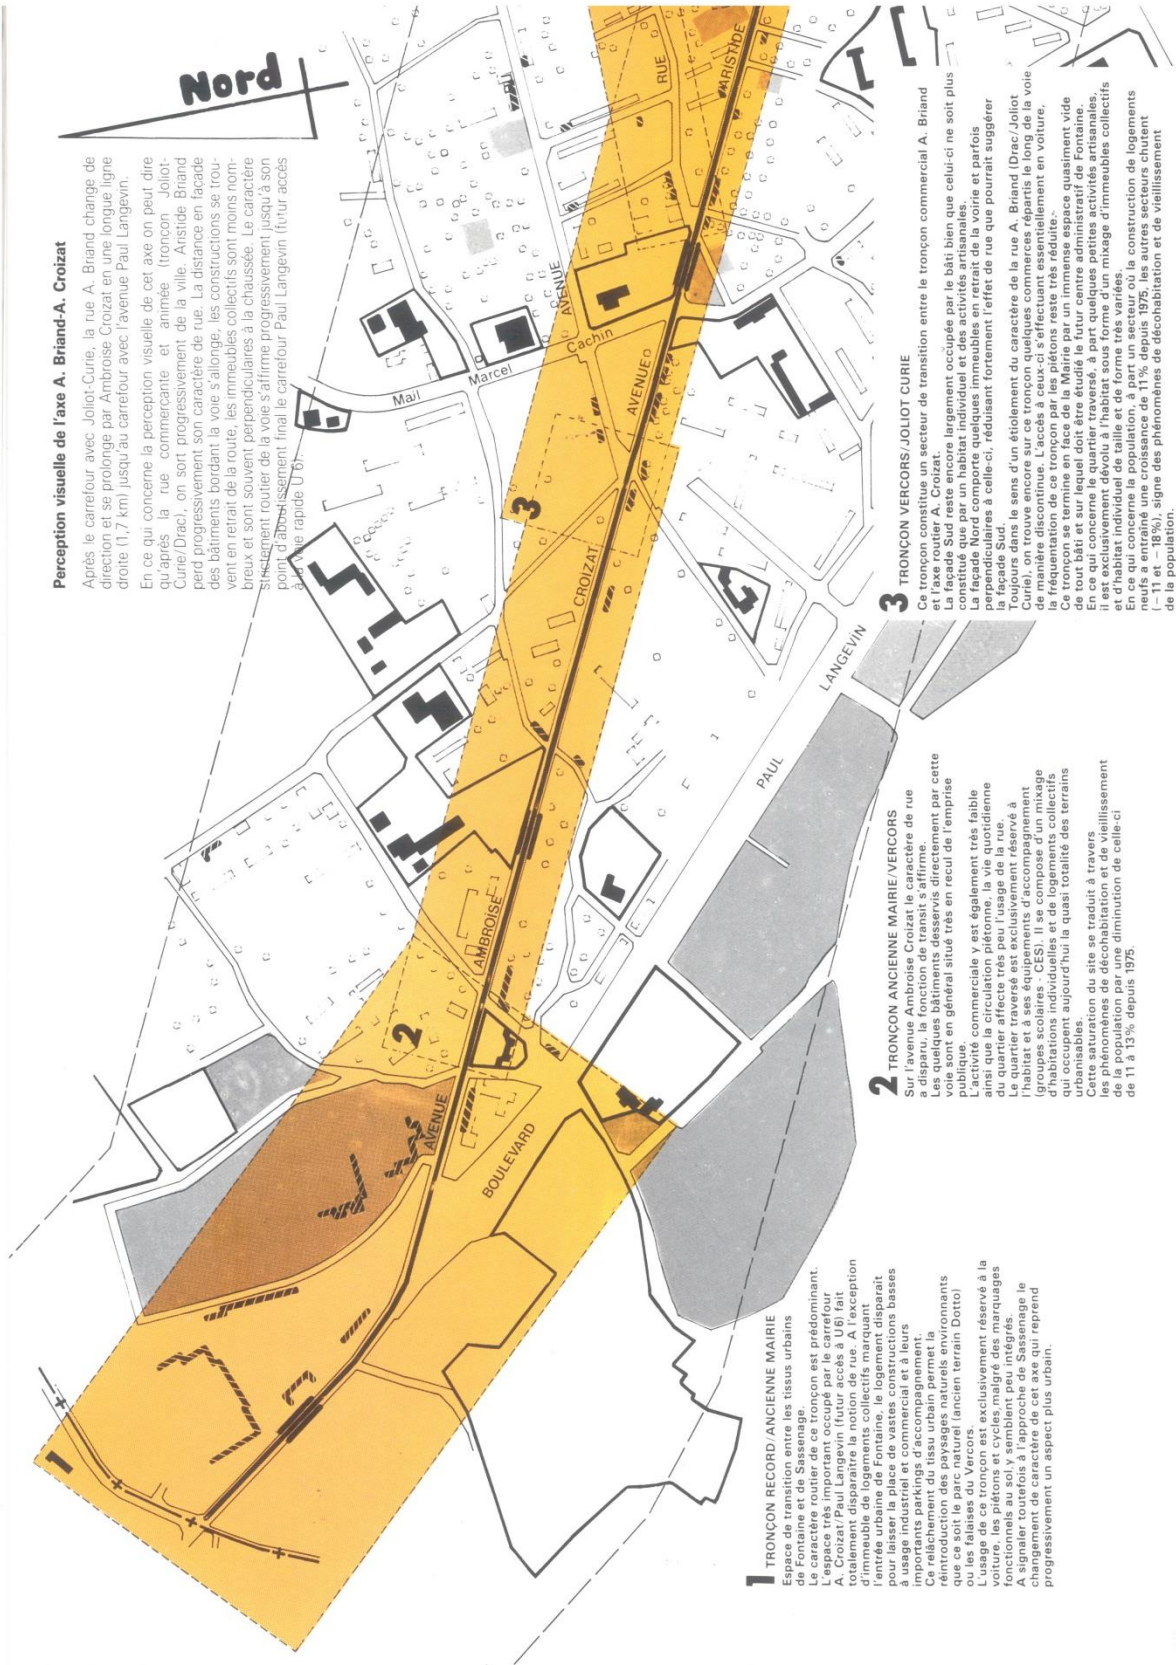 Nord
Perception visuelle de l'axe A. Briand-A. Croizat
Après le carrefour avec Joliot-Curie, la rue A. Briand change de
direction et se prolonge par Ambroise Croizat en une longue ligne
droite (1,7 km) jusqu'au carrefour avec l'avenue Paul Langevin.
En ce qui concerne la perception visuelle de cet axe on peut dire
qu'après la rue commerçante et animée (tronçon Joliot-
Curie/Drac), on sort progressivement de la ville. Aristide Briand
perd progressivement son caractère de rue. La distance en façade
des bâtiments bordant la voie s'allonge, les constructions se trou-
vent en retrait de la route, les immeubles collectifs sont moins nom-
breux et sont souvent perpendiculaires à la chaussée. Le caractère
strictement routier de la voie s'affirme progressivement jusqu'à son
point d'aboutissement final le carrefour Paul Langevin (futur accès
à la voie rapide U 6).
RUE
ARISTIDE
AVENUE
Mail
Marcel
Cachin
AVENUE
3
CROIZAT
LANGEVIN
PAUL
AMBROISE
2
AVENUE
BOULEVARD
1
1 TRONÇON RECORD/ANCIENNE MAIRIE
Espace de transition entre les tissus urbains
de Fontaine et de Sassenage.
Le caractère routier de ce tronçon est prédominant.
L'espace très important occupé par le carrefour
A. Croizat/Paul Langevin (futur accès à U 6) fait
totalement disparaître la notion de rue. A l'exception
d'immeuble de logements collectifs marquant
l'entrée urbaine de Fontaine, le logement disparait
pour laisser la place de vastes constructions basses
à usage industriel et commercial et à leurs
importants parkings d'accompagnement.
Ce relâchement du tissu urbain permet la
réintroduction des paysages naturels environnants
que ce soit le parc naturel (ancien terrain Dotto)
ou les falaises du Vercors.
L'usage de ce tronçon est exclusivement réservé à la
voiture, les piétons et cycles, malgré des marquages
fonctionnels au sol, y semblent peu intégrés.
A signaler toutefois à l'approche de Sassenage le
changement de caractère de cet axe qui reprend
progressivement un aspect plus urbain.
2 TRONÇON ANCIENNE MAIRIE/VERCORS
Sur l'avenue Ambroise Croizat le caractère de rue
a disparu, la fonction de transit s'affirme.
Les quelques bâtiments desservis directement par cette
voie sont en général situé très en recul de l'emprise
publique.
L'activité commerciale y est également très faible
ainsi que la circulation piétonne, la vie quotidienne
du quartier affecte très peu l'usage de la rue.
Le quartier traversé est exclusivement réservé à
l'habitat et à ses équipements d'accompagnement
(groupes scolaires - CES). Il se compose d'un mixage
d'habitations individuelles et de logements collectifs
qui occupent aujourd'hui la quasi totalité des terrains
urbanisables.
Cette saturation du site se traduit à travers
les phénomènes de décohabitation et de vieillissement
de la population par une diminution de celle-ci
de 11 à 13% depuis 1975.
3 TRONÇON VERCORS/JOLIOT CURIE
Ce tronçon constitue un secteur de transition entre le tronçon commercial A. Briand
et l'axe routier A. Croizat.
La façade Sud reste encore largement occupée par le bâti bien que celui-ci ne soit plus
constitué que par un habitat individuel et des activités artisanales.
La façade Nord comporte quelques immeubles en retrait de la voirie et parfois
perpendiculaires à celle-ci, réduisant fortement l'effet de rue que pourrait suggérer
la façade Sud.
Toujours dans le sens d'un étiolement du caractère de la rue A. Briand (Drac/Joliot
Curie), on trouve encore sur ce tronçon quelques commerces répartis le long de la voie
de manière discontinue. L'accès à ceux-ci s'effectuant essentiellement en voiture,
la fréquentation de ce tronçon par les piétons reste très réduite.
Ce tronçon se termine en face de la Mairie par un immense espace quasiment vide
de tout bâti et sur lequel doit être étudié le futur centre administratif de Fontaine.
En ce qui concerne le quartier traversé, à part quelques petites activités artisanales,
il est exclusivement dévolu à l'habitat sous forme d'un mixage d'immeubles collectifs
et d'habitat individuel de taille et de forme très variées.
En ce qui concerne la population, à part un secteur où la construction de logements
neufs a entraîné une croissance de 11% depuis 1975, les autres secteurs chutent
(-11 et -18%), signe des phénomènes de décohabitation et de vieillissement
de la population.